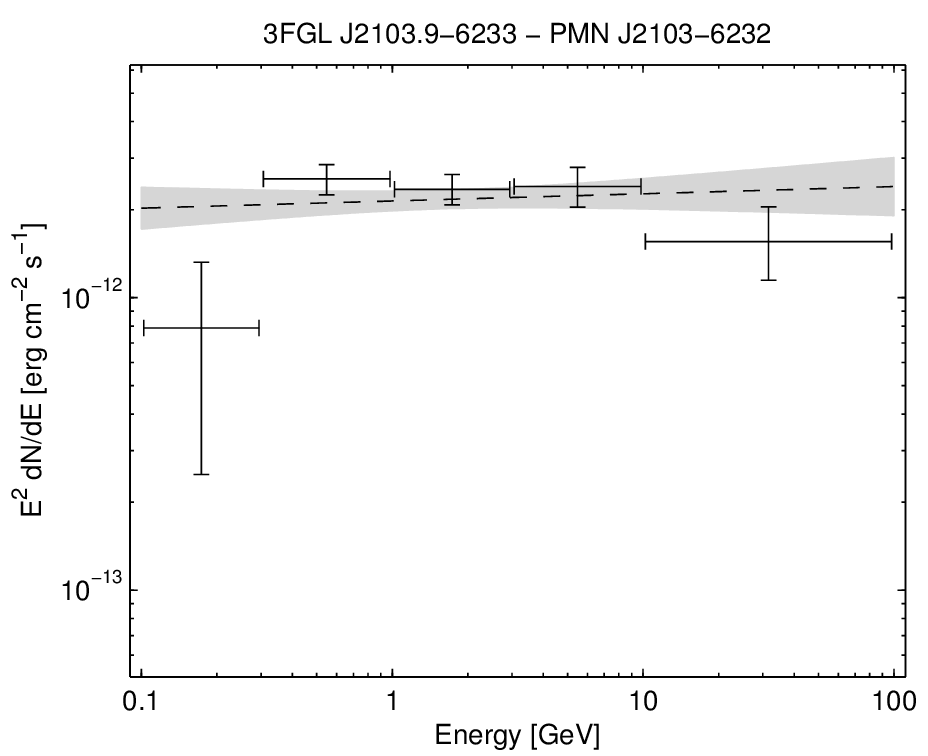 3FGL J2103.9−6233 − PMN J2103−6232
E² dN/dE [erg cm⁻² s⁻¹]
10⁻¹²
10⁻¹³
0.1 1 10 100
Energy [GeV]